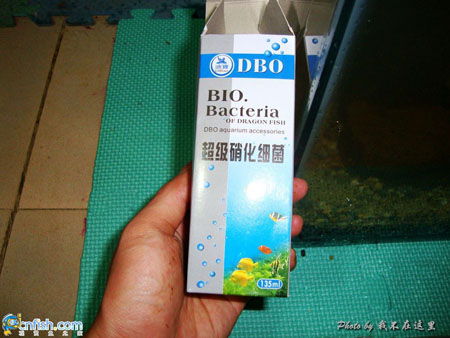 DBO
BIO.
Bacteria
OF DRAGON FISH
DBO aquarium accessories
超级硝化细菌
135ml
cnfish.com
Photo by 我不在这里